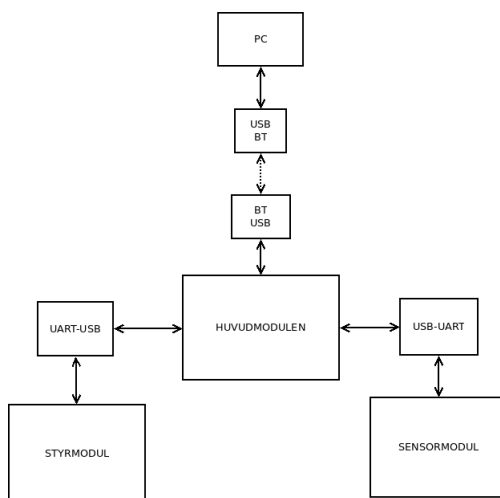 PC
USB
BT
BT
USB
HUVUDMODULEN
UART-USB
USB-UART
STYRMODUL
SENSORMODUL